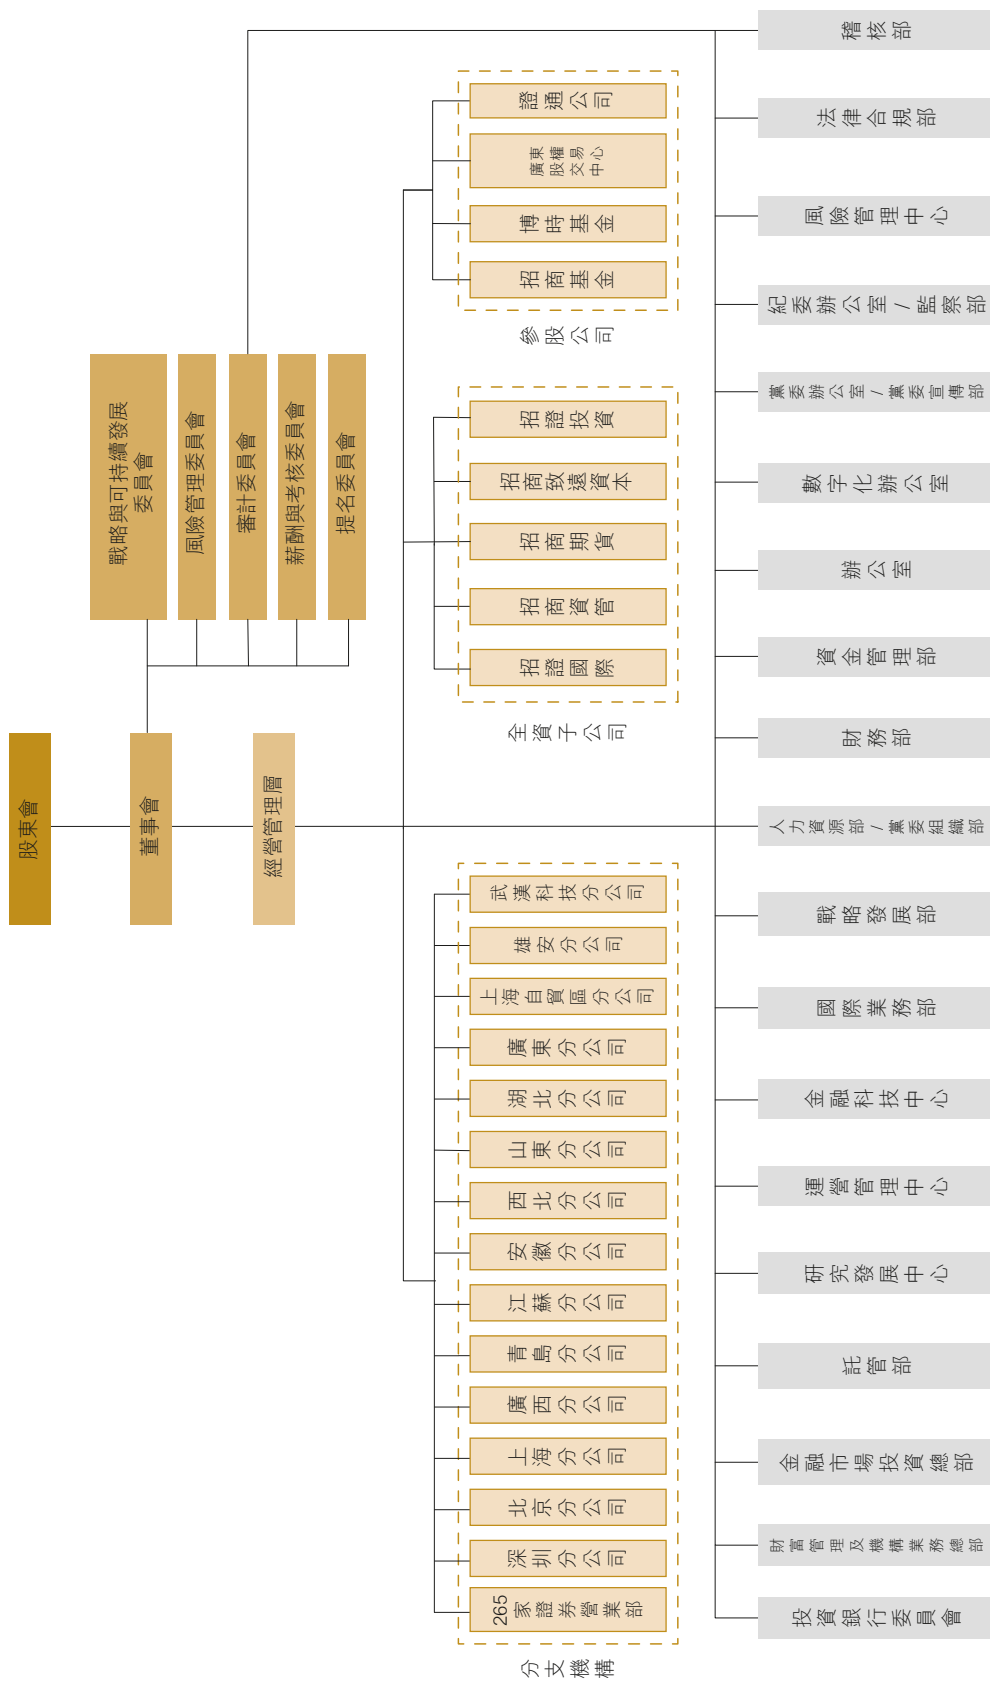 股東會
董事會
戰略與可持續發展
委員會
風險管理委員會
審計委員會
薪酬與考核委員會
提名委員會
經營管理層
分支機構
265
家證券營業部
深圳分公司
北京分公司
上海分公司
廣西分公司
青島分公司
江蘇分公司
安徽分公司
西北分公司
山東分公司
湖北分公司
廣東分公司
上海自貿區分公司
雄安分公司
武漢科技分公司
全資子公司
招證國際
招商資管
招商期貨
招商致遠資本
招證投資
參股公司
招商基金
博時基金
廣東
股權
交易
中心
證通公司
投資銀行委員會
財富管理及機構業務總部
金融市場投資總部
託管部
研究發展中心
運營管理中心
金融科技中心
國際業務部
戰略發展部
人力資源部/黨委組織部
財務部
資金管理部
辦公室
數字化辦公室
黨委辦公室/黨委宣傳部
紀委辦公室/監察部
風險管理中心
法律合規部
稽核部